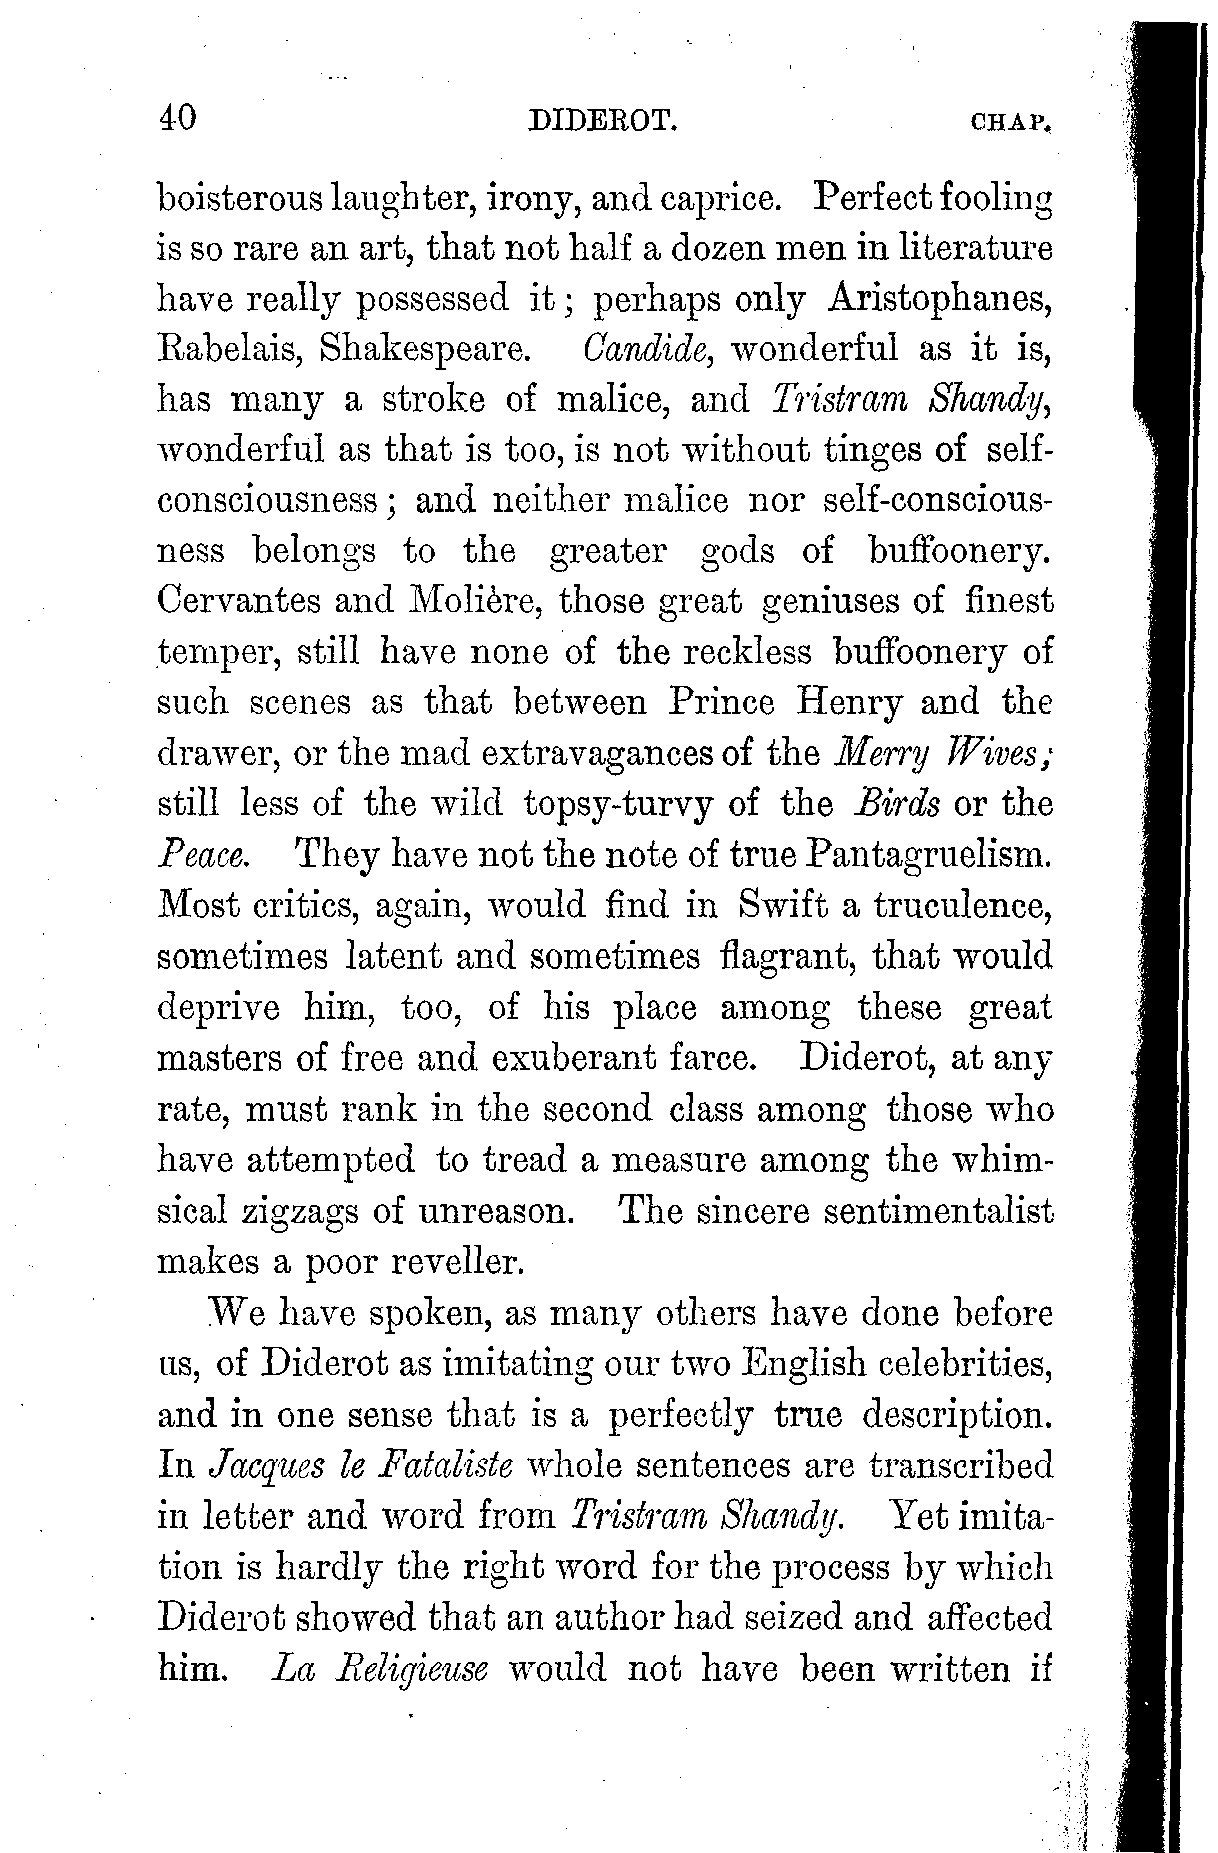 40 DIDEROT. CHAP.
boisterous laughter, irony, and caprice. Perfect fooling
is so rare an art, that not half a dozen men in literature
have really possessed it; perhaps only Aristophanes,
Rabelais, Shakespeare. Candide, wonderful as it is,
has many a stroke of malice, and Tristram Shandy,
wonderful as that is too, is not without tinges of self-
consciousness; and neither malice nor self-conscious-
ness belongs to the greater gods of buffoonery.
Cervantes and Molière, those great geniuses of finest
temper, still have none of the reckless buffoonery of
such scenes as that between Prince Henry and the
drawer, or the mad extravagances of the Merry Wives;
still less of the wild topsy-turvy of the Birds or the
Peace. They have not the note of true Pantagruelism.
Most critics, again, would find in Swift a truculence,
sometimes latent and sometimes flagrant, that would
deprive him, too, of his place among these great
masters of free and exuberant farce. Diderot, at any
rate, must rank in the second class among those who
have attempted to tread a measure among the whim-
sical zigzags of unreason. The sincere sentimentalist
makes a poor reveller.
We have spoken, as many others have done before
us, of Diderot as imitating our two English celebrities,
and in one sense that is a perfectly true description.
In Jacques le Fataliste whole sentences are transcribed
in letter and word from Tristram Shandy. Yet imita-
tion is hardly the right word for the process by which
Diderot showed that an author had seized and affected
him. La Religieuse would not have been written if